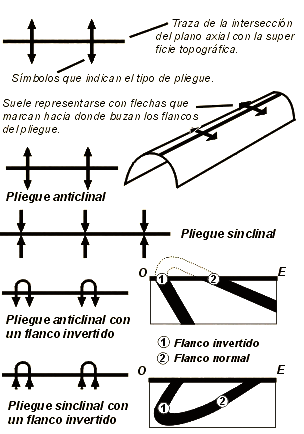 Traza de la intersección
del plano axial con la super
ficie topográfica.
Símbolos que indican el tipo de pliegue.
Suele representarse con flechas que
marcan hacia donde buzan los flancos
del pliegue.
Pliegue anticlinal
Pliegue sinclinal
O E
1 2
Pliegue anticlinal con
un flanco invertido
1 Flanco invertido
2 Flanco normal
O E
1 2
Pliegue sinclinal con
un flanco invertido